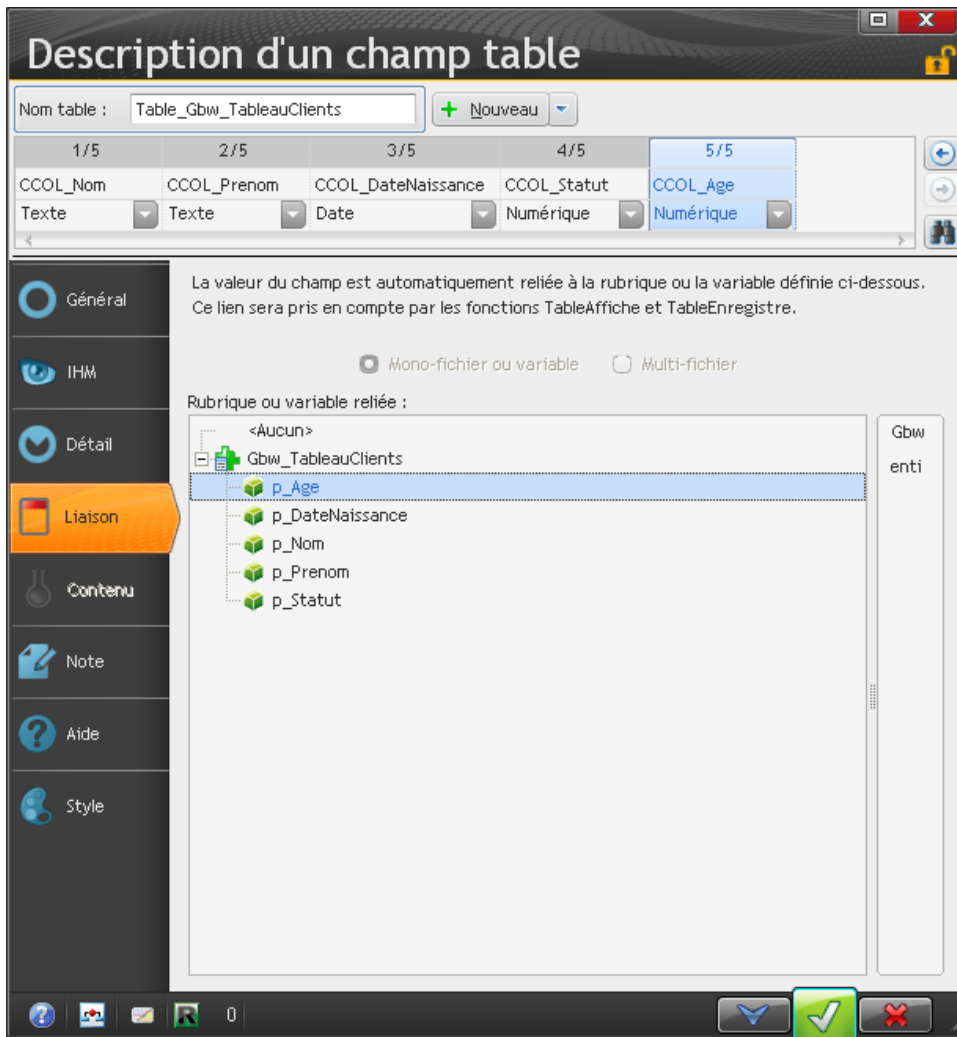 Description d'un champ table
Nom table : Table_Gbw_TableauClients Nouveau
1/5 2/5 3/5 4/5 5/5
CCOL_Nom CCOL_Prenom CCOL_DateNaissance CCOL_Statut CCOL_Age
Texte Texte Date Numérique Numérique
Général
IHM
Détail
Liaison
Contenu
Note
Aide
Style
La valeur du champ est automatiquement reliée à la rubrique ou la variable définie ci-dessous.
Ce lien sera pris en compte par les fonctions TableAffiche et TableEnregistre.
Mono-fichier ou variable Multi-fichier
Rubrique ou variable reliée :
<Aucun>
Gbw_TableauClients
p_Age
p_DateNaissance
p_Nom
p_Prenom
p_Statut
Gbw
enti
R 0